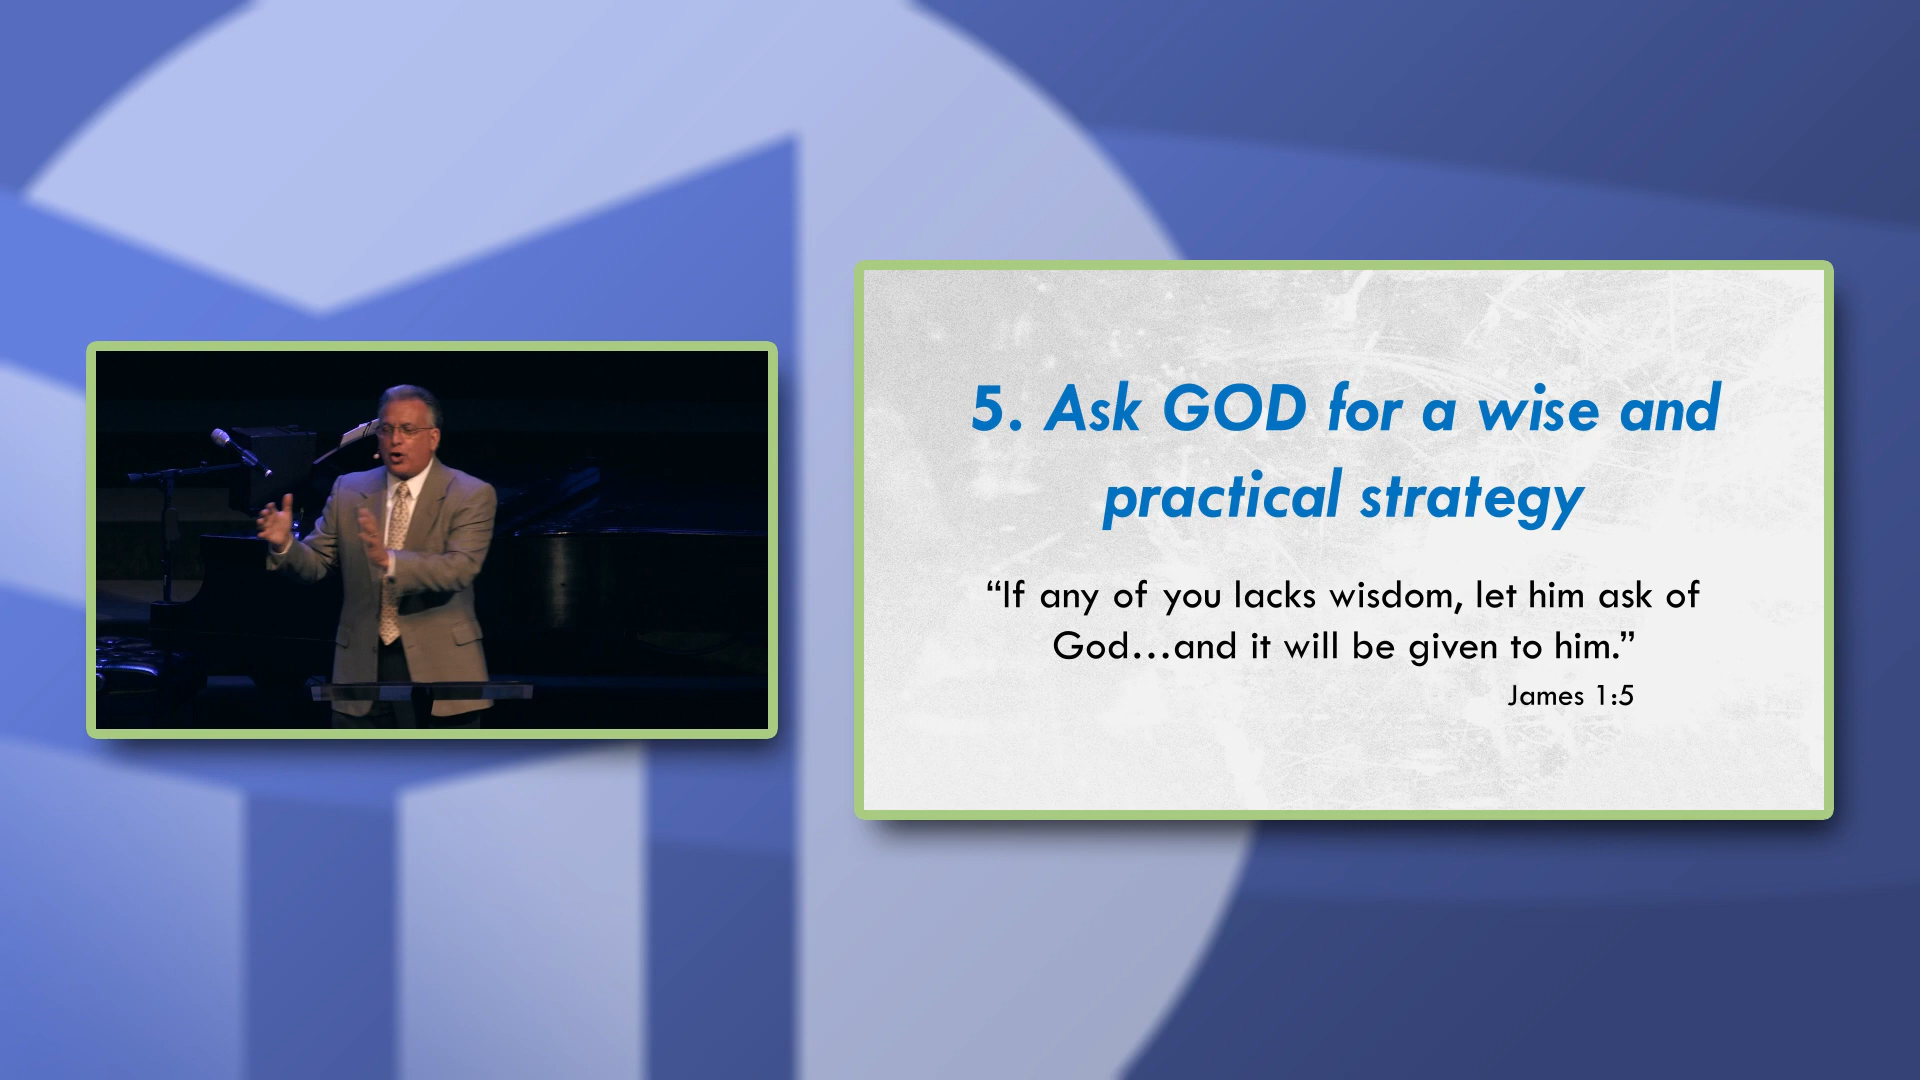 5. Ask GOD for a wise and
practical strategy
“If any of you lacks wisdom, let him ask of
God…and it will be given to him.”
James 1:5